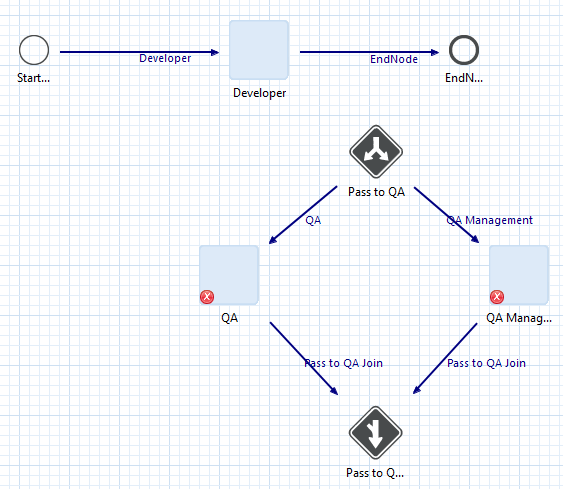 Start...
Developer
Developer
EndNode
EndN...
Pass to QA
QA
QA Management
QA
QA Manag...
Pass to QA Join
Pass to QA Join
Pass to Q...